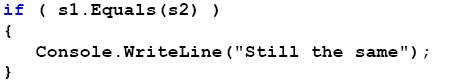 if ( s1.Equals(s2) )
{
   Console.WriteLine("Still the same");
}